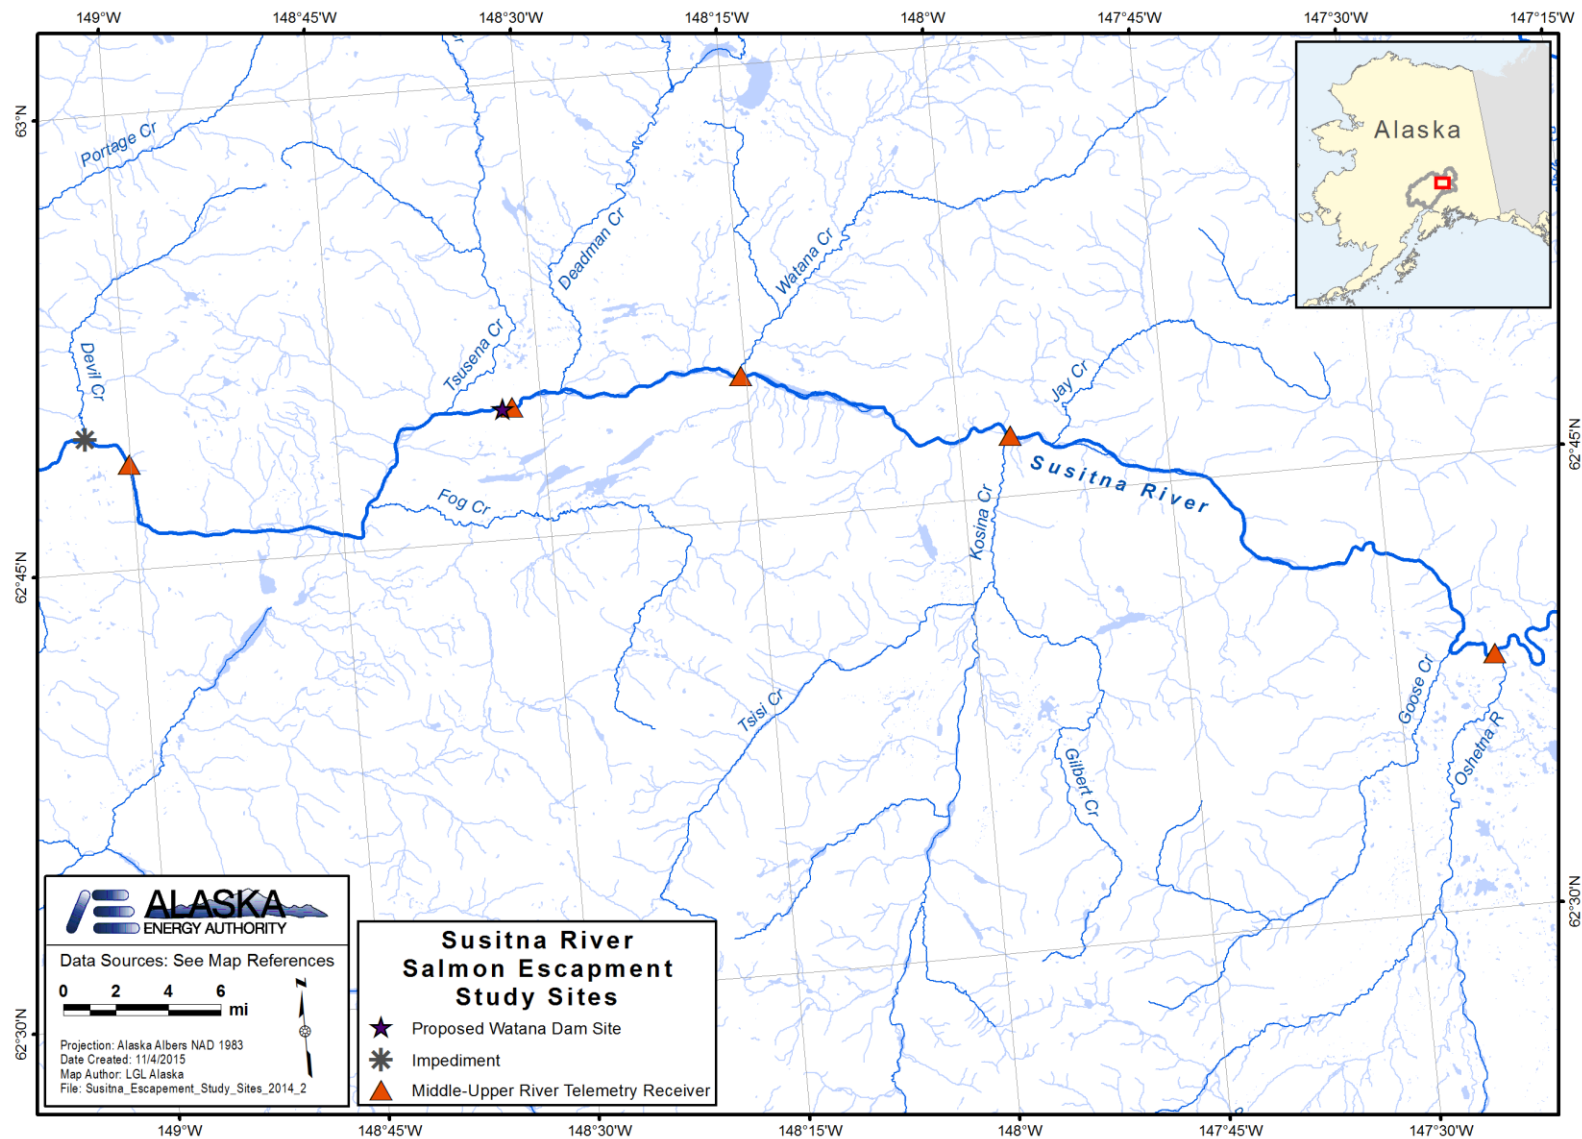 149°W 148°45'W 148°30'W 148°15'W 148°W 147°45'W 147°30'W 147°15'W
63°N
Portage Cr
Alaska
Deadman Cr
Watana Cr
Devil Cr
Tsusena Cr
Jay Cr
62°45'N
Susitna River
Fog Cr
Kosina Cr
62°45'N
Tsisi Cr
Goose Cr
Oshetna R
Gilbert Cr
62°30'N
ALASKA
ENERGY AUTHORITY
Data Sources: See Map References
0 2 4 6
mi
N
Projection: Alaska Albers NAD 1983
Date Created: 11/4/2015
Map Author: LGL Alaska
File: Susitna_Escapement_Study_Sites_2014_2
Susitna River
Salmon Escapment
Study Sites
Proposed Watana Dam Site
Impediment
Middle-Upper River Telemetry Receiver
62°30'N
149°W 148°45'W 148°30'W 148°15'W 148°W 147°45'W 147°30'W